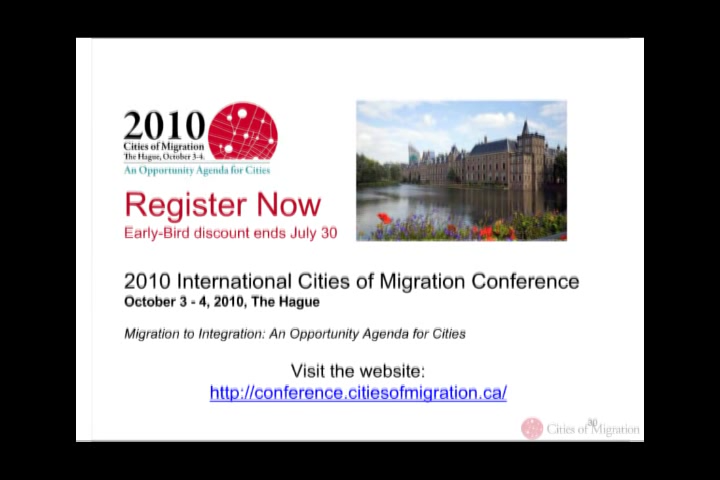 2010
Cities of Migration
The Hague, October 3-4.
An Opportunity Agenda for Cities
Register Now
Early-Bird discount ends July 30
2010 International Cities of Migration Conference
October 3 - 4, 2010, The Hague
Migration to Integration: An Opportunity Agenda for Cities
Visit the website:
http://conference.citiesofmigration.ca/
30
Cities of Migration